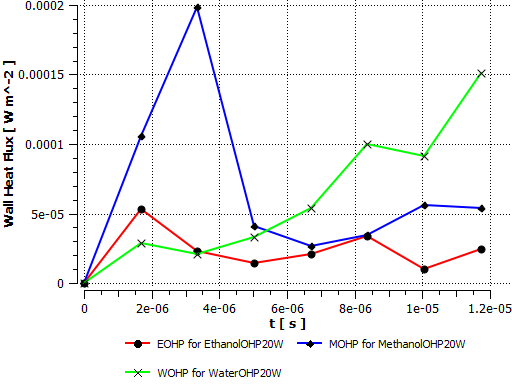 0.0002
0.00015
0.0001
5e-05
0
Wall Heat Flux [ W m^-2 ]
0 2e-06 4e-06 6e-06 8e-06 1e-05 1.2e-05
t [ s ]
EOHP for EthanolOHP20W MOHP for MethanolOHP20W
WOHP for WaterOHP20W